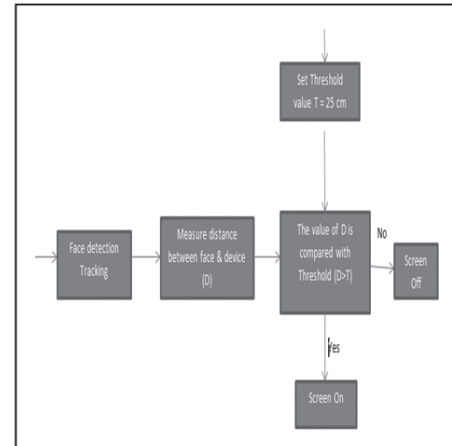 Set Threshold
value T = 25 cm
Face detection
Tracking
Measure distance
between face & device
(D)
The value of D is
compared with
Threshold (D>T)
No
Screen
Off
Yes
Screen On